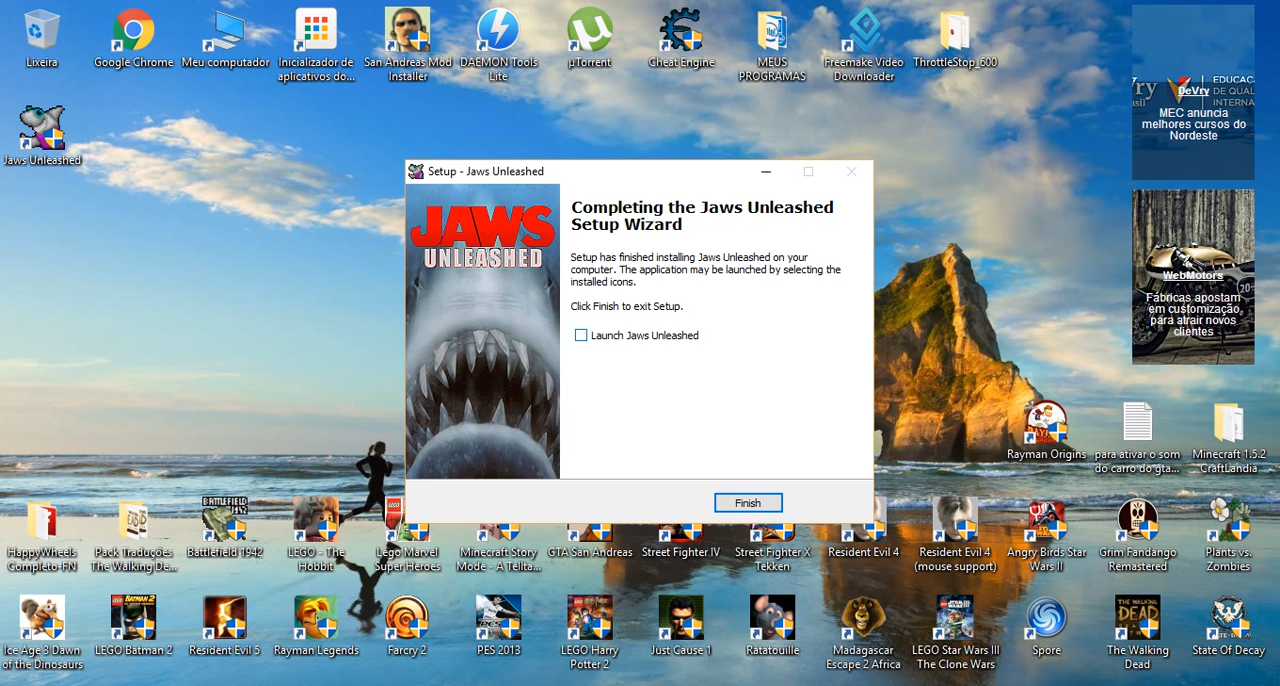 Lixeira
Google Chrome
Meu computador
Inicializador de
aplicativos do...
San Andreas Mod
Installer
DAEMON Tools
Lite
µTorrent
Cheat Engine
MEUS
PROGRAMAS
Freemake Video
Downloader
ThrottleStop_600
Jaws Unleashed
EDUCAÇ
DE QUAL
INTERNA
DeVry
MEC anuncia
melhores cursos do
Nordeste
Setup - Jaws Unleashed
JAWS
UNLEASHED
Completing the Jaws Unleashed
Setup Wizard
Setup has finished installing Jaws Unleashed on your
computer. The application may be launched by selecting the
installed icons.
Click Finish to exit Setup.
Launch Jaws Unleashed
Finish
WebMotors
Fábricas apostam
em customização
para atrair novos
clientes
Rayman Origins
para ativar o som
do carro do gta...
Minecraft 1.5.2
CraftLandia
HappyWheels
Completo-FN
Pack Traduções
The Walking De...
BATTLEFIELD
1942
Battlefield 1942
LEGO - The
Hobbit
Lego Marvel
Super Heroes
Minecraft Story
Mode - A Tellta...
GTA San Andreas
Street Fighter IV
Street Fighter X
Tekken
Resident Evil 4
Resident Evil 4
(mouse support)
Angry Birds Star
Wars II
Grim Fandango
Remastered
Plants vs.
Zombies
Ice Age 3 Dawn
of the Dinosaurs
LEGO Batman 2
Resident Evil 5
Rayman Legends
Farcry 2
PES 2013
LEGO Harry
Potter 2
Just Cause 1
Ratatouille
Madagascar
Escape 2 Africa
LEGO Star Wars III
The Clone Wars
Spore
The Walking
Dead
State Of Decay